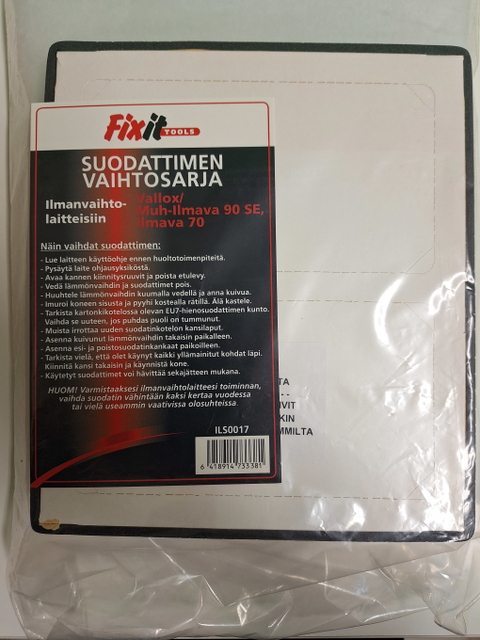 Fixit
TOOLS
SUODATTIMEN
VAIHTOSARJA
Ilmanvaihto-
laitteisiin
Vallox/
Muh-Ilmava 90 SE,
Ilmava 70
Näin vaihdat suodattimen:
- Lue laitteen käyttöohje ennen huoltotoimenpiteitä.
- Pysäytä laite ohjausyksiköstä.
- Avaa kannen kiinnitysruuvit ja poista etulevy.
- Vedä lämmönvaihdin ja suodattimet pois.
- Huuhtele lämmönvaihdin kuumalla vedellä ja anna kuivua.
- Imuroi koneen sisusta ja pyyhi kostealla rätillä. Älä kastele.
- Tarkista kartonkikotelossa olevan EU7-hienosuodattimen kunto.
Vaihda se uuteen, jos puhdas puoli on tummunut.
- Muista irrottaa uuden suodatinkotelon kansilaput.
- Asenna kuivunut lämmönvaihdin takaisin paikalleen.
- Asenna esi- ja poistosuodatinkankaat paikoilleen.
- Tarkista vielä, että olet käynyt kaikki yllämainitut kohdat läpi.
Kiinnitä kansi takaisin ja käynnistä kone.
- Käytetyt suodattimet voi hävittää sekajätteen mukana.
HUOM! Varmistaaksesi ilmanvaihtolaitteesi toiminnan,
vaihda suodatin vähintään kaksi kertaa vuodessa
tai vielä useammin vaativissa olosuhteissa.
ILS0017
6 418914 733381
TA
VIT
KIN
MMILTA